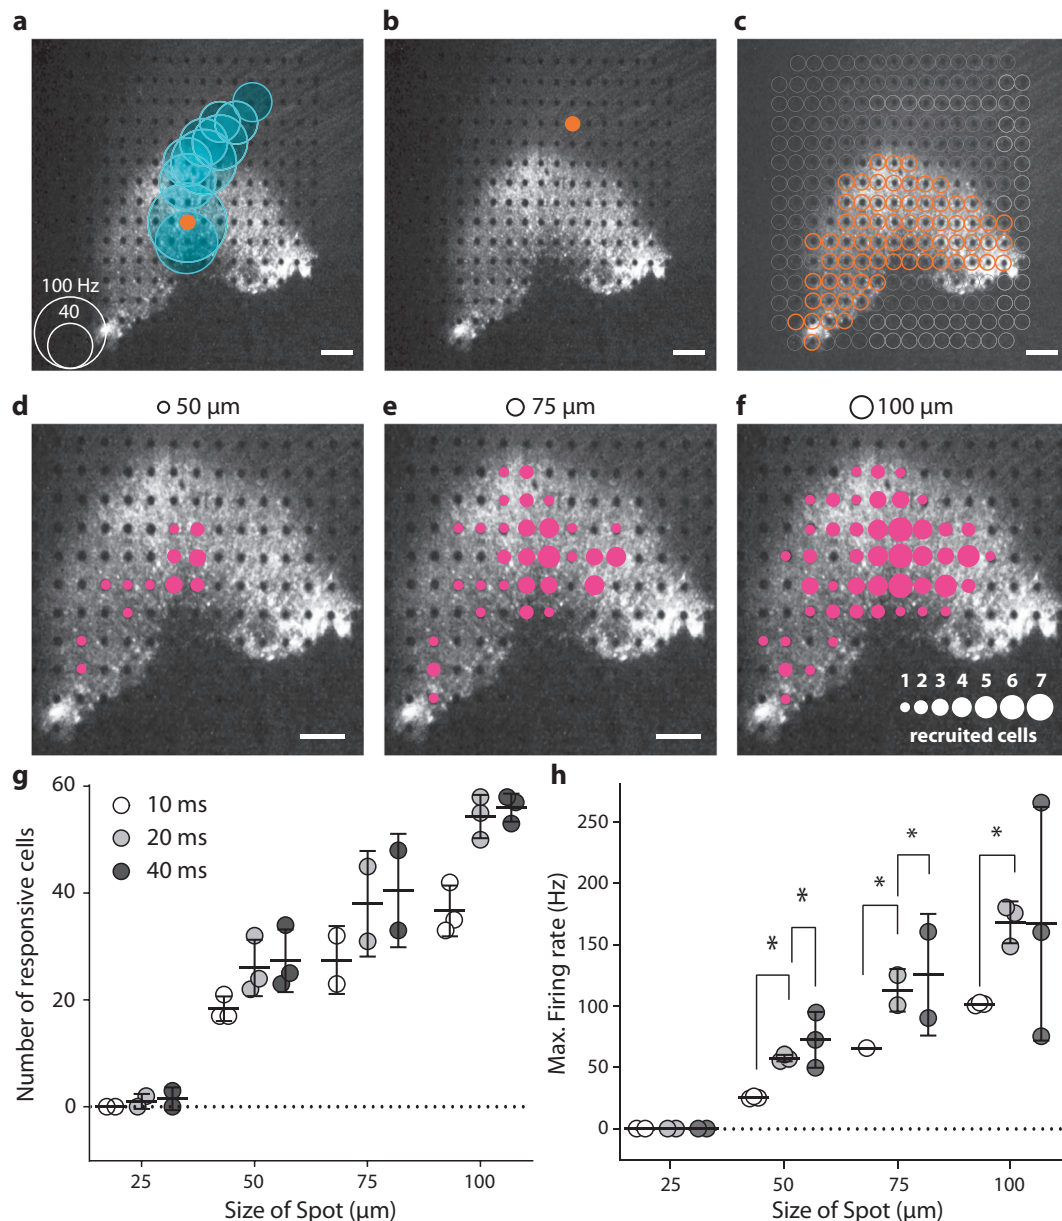 a
b
c
100 Hz
40
d
50 μm
e
75 μm
f
100 μm
1 2 3 4 5 6 7
recruited cells
g
60
40
20
0
Number of responsive cells
10 ms
20 ms
40 ms
25 50 75 100
Size of Spot (μm)
h
250
200
150
100
50
0
Max. Firing rate (Hz)
* * * * *
25 50 75 100
Size of Spot (μm)